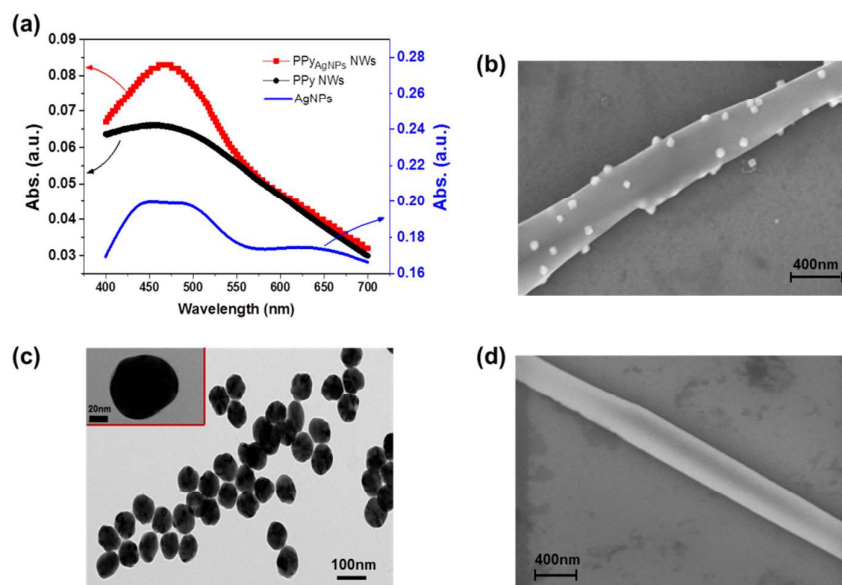 (a)
0.09
0.08
0.07
0.06
0.05
0.04
0.03
Abs. (a.u.)
PPyAgNPs NWs
PPy NWs
AgNPs
0.28
0.26
0.24
0.22
0.20
0.18
0.16
Abs. (a.u.)
400 450 500 550 600 650 700
Wavelength (nm)
(b)
400nm
(c)
20nm
100nm
(d)
400nm